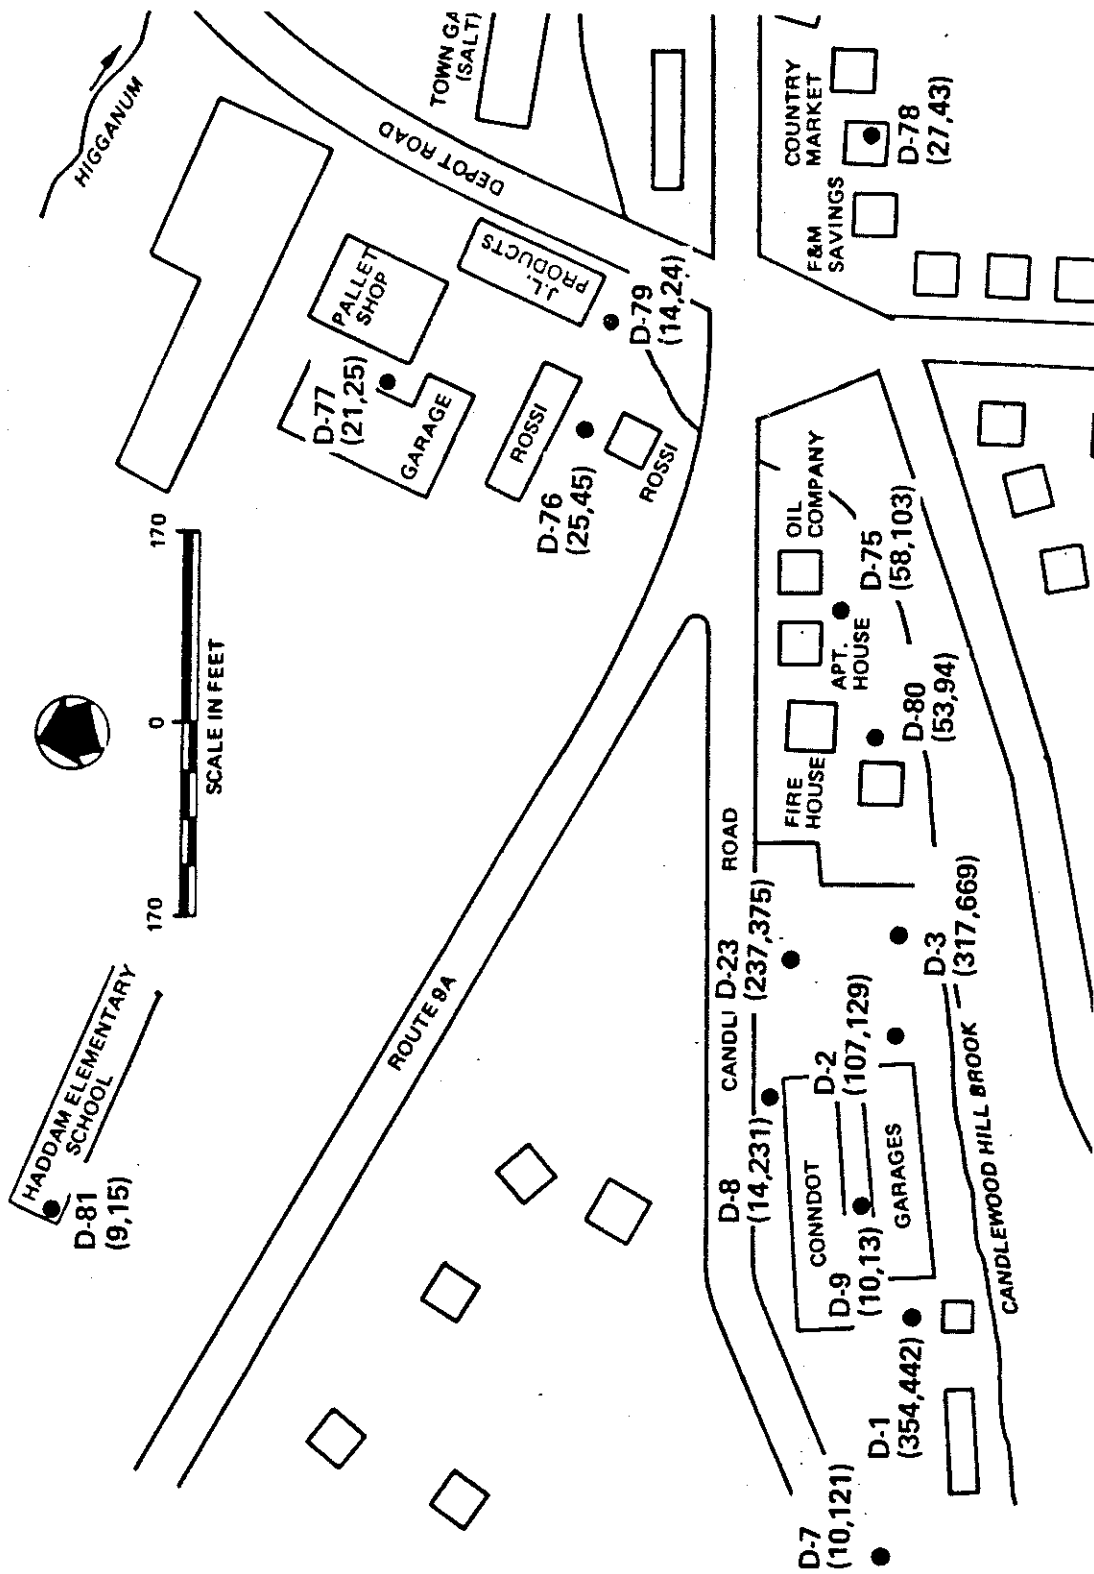 HADDAM ELEMENTARY
SCHOOL
D-81
(9,15)
170
0
170
SCALE IN FEET
HIGGANUM
PALLET
SHOP
D-77
(21,25)
GARAGE
ROSSI
D-76
(25,45)
ROSSI
J.L.
PRODUCTS
D-79
(14,24)
DEPOT ROAD
TOWN GA
(SALT)
ROUTE 9A
CANDL
ROAD
D-7
(10,121)
D-1
(354,442)
D-8
(14,231)
CONNDOT
GARAGES
D-9
(10,13)
D-2
(107,129)
D-23
(237,375)
D-3
(317,669)
CANDLEWOOD HILL BROOK
FIRE
HOUSE
D-80
(53,94)
APT.
HOUSE
D-75
(58,103)
OIL
COMPANY
F&M
SAVINGS
COUNTRY
MARKET
D-78
(27,43)